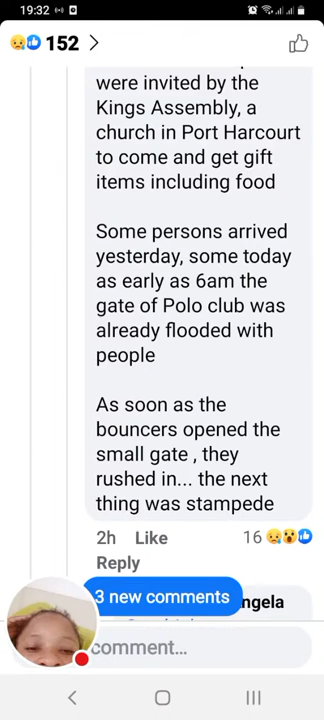 19:32
152
were invited by the
Kings Assembly, a
church in Port Harcourt
to come and get gift
items including food
Some persons arrived
yesterday, some today
as early as 6am the
gate of Polo club was
already flooded with
people
As soon as the
bouncers opened the
small gate , they
rushed in... the next
thing was stampede
2h Like 16
Reply
3 new comments
ngela
comment...